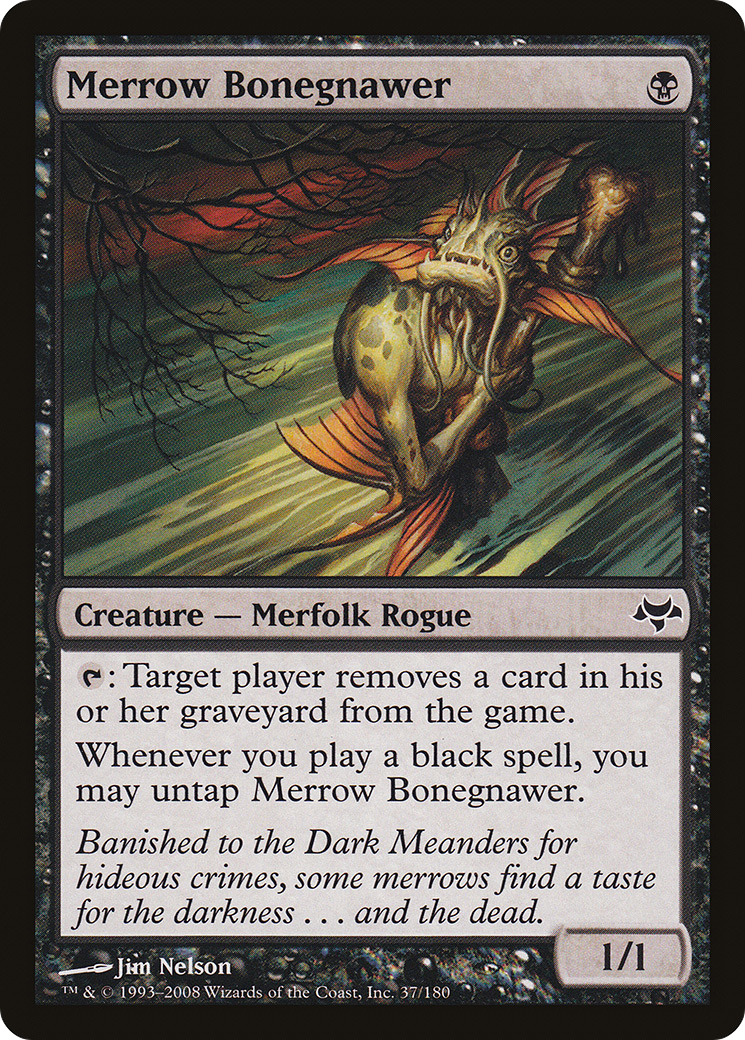 Merrow Bonegnawer
Creature — Merfolk Rogue
: Target player removes a card in his
or her graveyard from the game.
Whenever you play a black spell, you
may untap Merrow Bonegnawer.
Banished to the Dark Meanders for
hideous crimes, some merrows find a taste
for the darkness . . . and the dead.
1/1
Jim Nelson
™ & © 1993–2008 Wizards of the Coast, Inc. 37/180